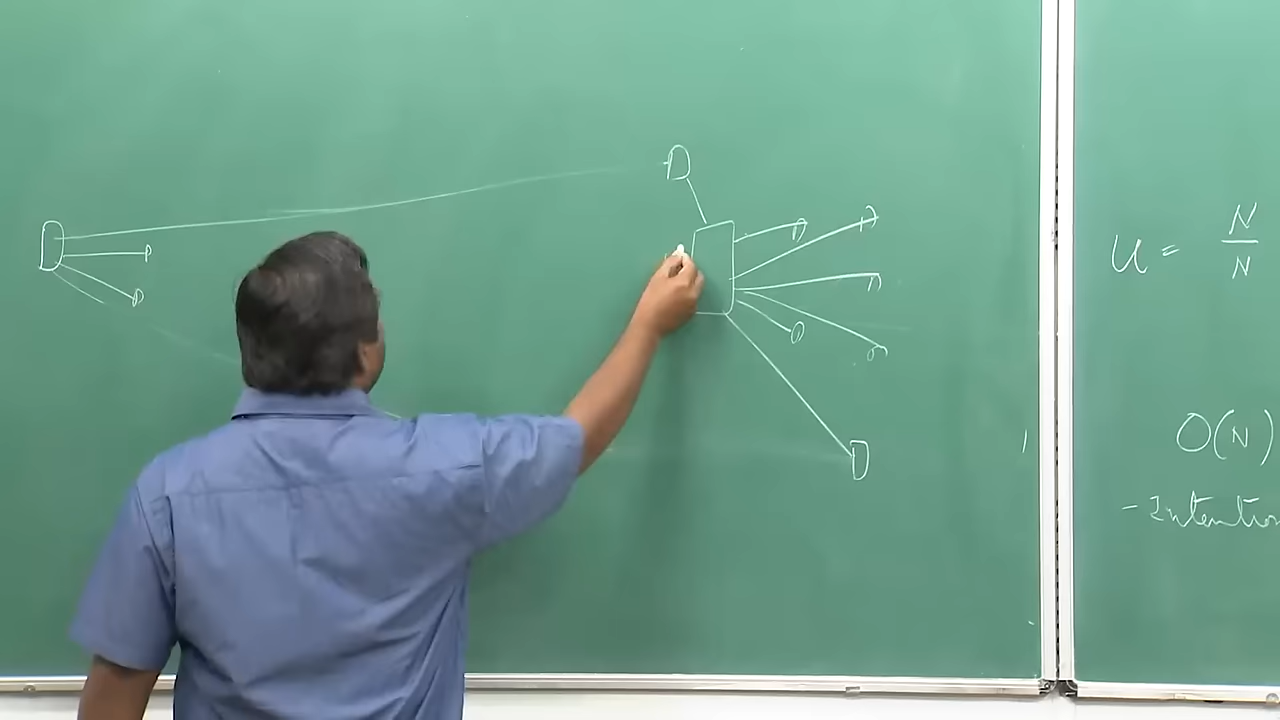 D
U = N/N
O(N)
- Intention